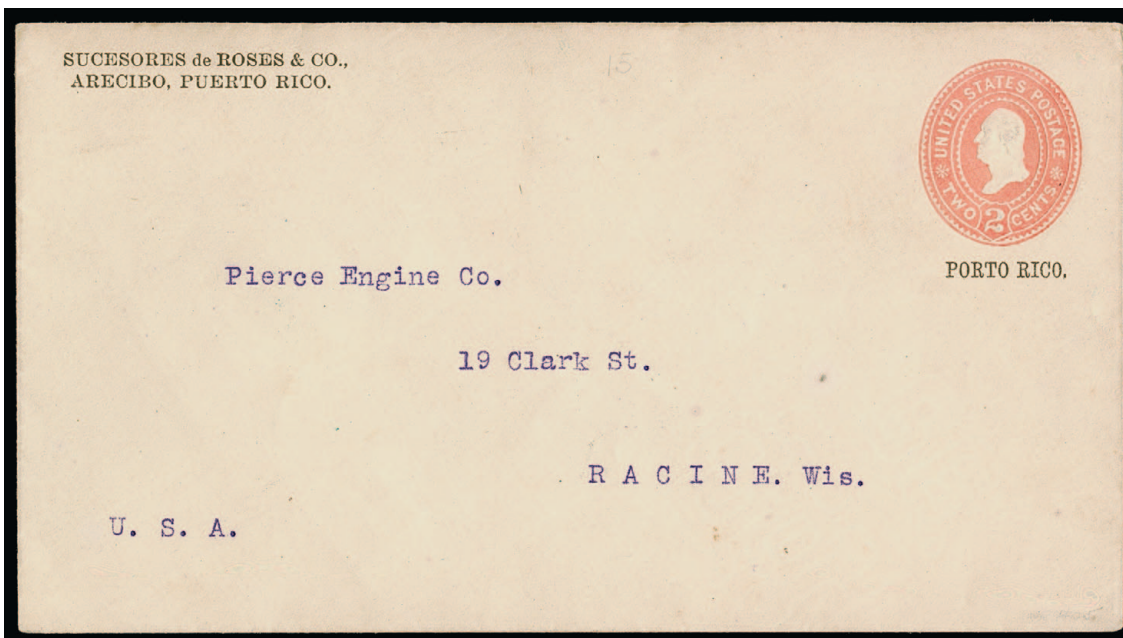 SUCESORES de ROSES & CO.,
ARECIBO, PUERTO RICO.
15
UNITED STATES POSTAGE
TWO 2 CENTS
PORTO RICO.
Pierce Engine Co.
19 Clark St.
R A C I N E. Wis.
U. S. A.